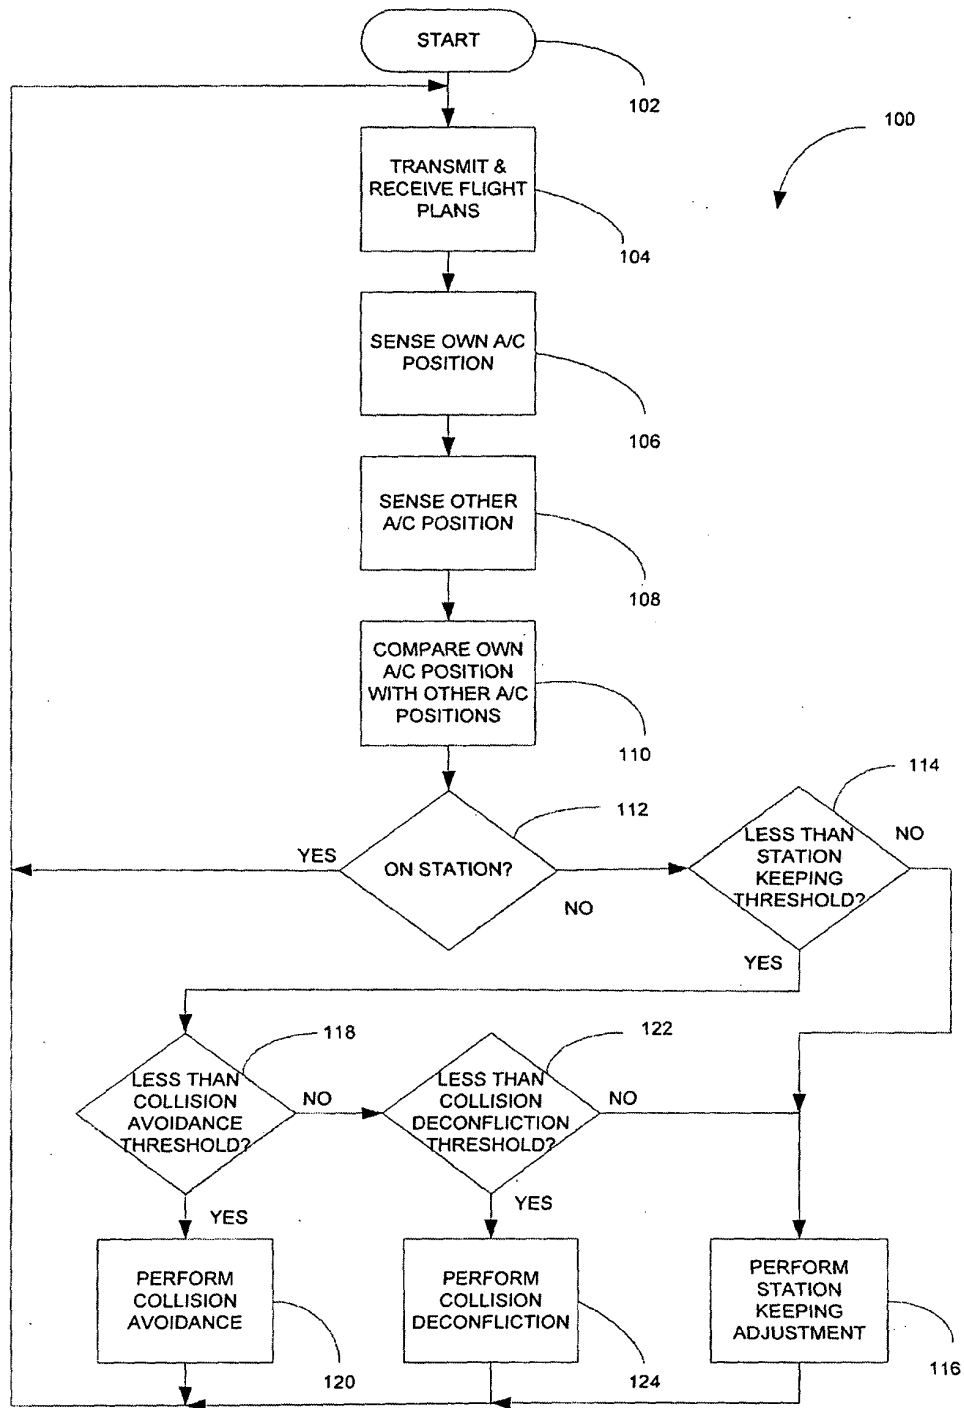 START
102
100
TRANSMIT &
RECEIVE FLIGHT
PLANS
104
SENSE OWN A/C
POSITION
106
SENSE OTHER
A/C POSITION
108
COMPARE OWN
A/C POSITION
WITH OTHER A/C
POSITIONS
110
112
ON STATION?
YES
NO
114
LESS THAN
STATION
KEEPING
THRESHOLD?
NO
YES
118
LESS THAN
COLLISION
AVOIDANCE
THRESHOLD?
NO
YES
122
LESS THAN
COLLISION
DECONFLICTION
THRESHOLD?
NO
YES
PERFORM
COLLISION
AVOIDANCE
120
PERFORM
COLLISION
DECONFLICTION
124
PERFORM
STATION
KEEPING
ADJUSTMENT
116